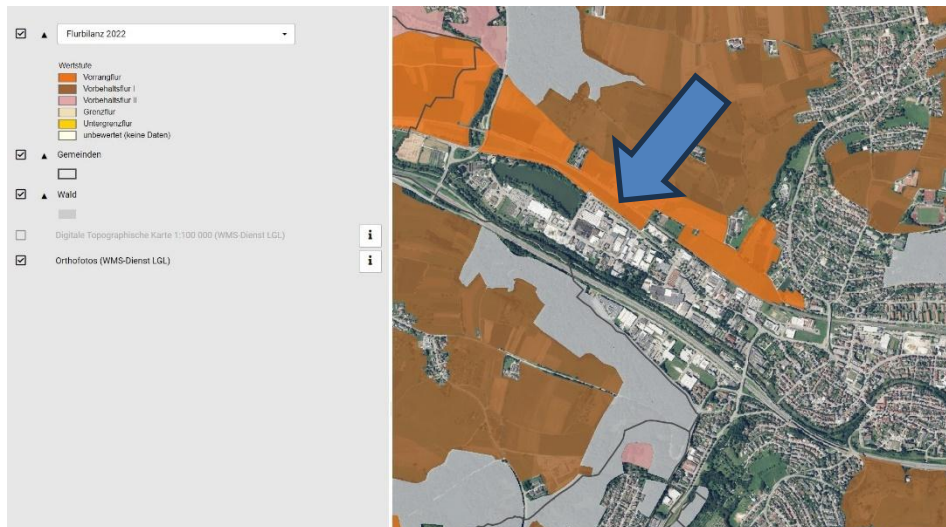 Flurbilanz 2022
Wertstufe
Vorrangflur
Vorbehaltsflur I
Vorbehaltsflur II
Grenzflur
Untergrenzflur
unbewertet (keine Daten)
Gemeinden
Wald
Digitale Topographische Karte 1:100 000 (WMS-Dienst LGL)
i
Orthofotos (WMS-Dienst LGL)
i